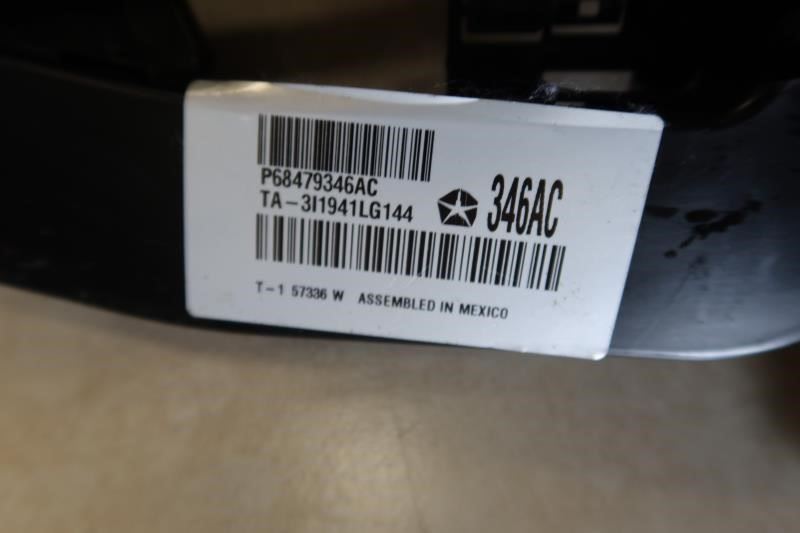 P68479346AC
TA-3I1941LG144
346AC
T-1 57336 W ASSEMBLED IN MEXICO